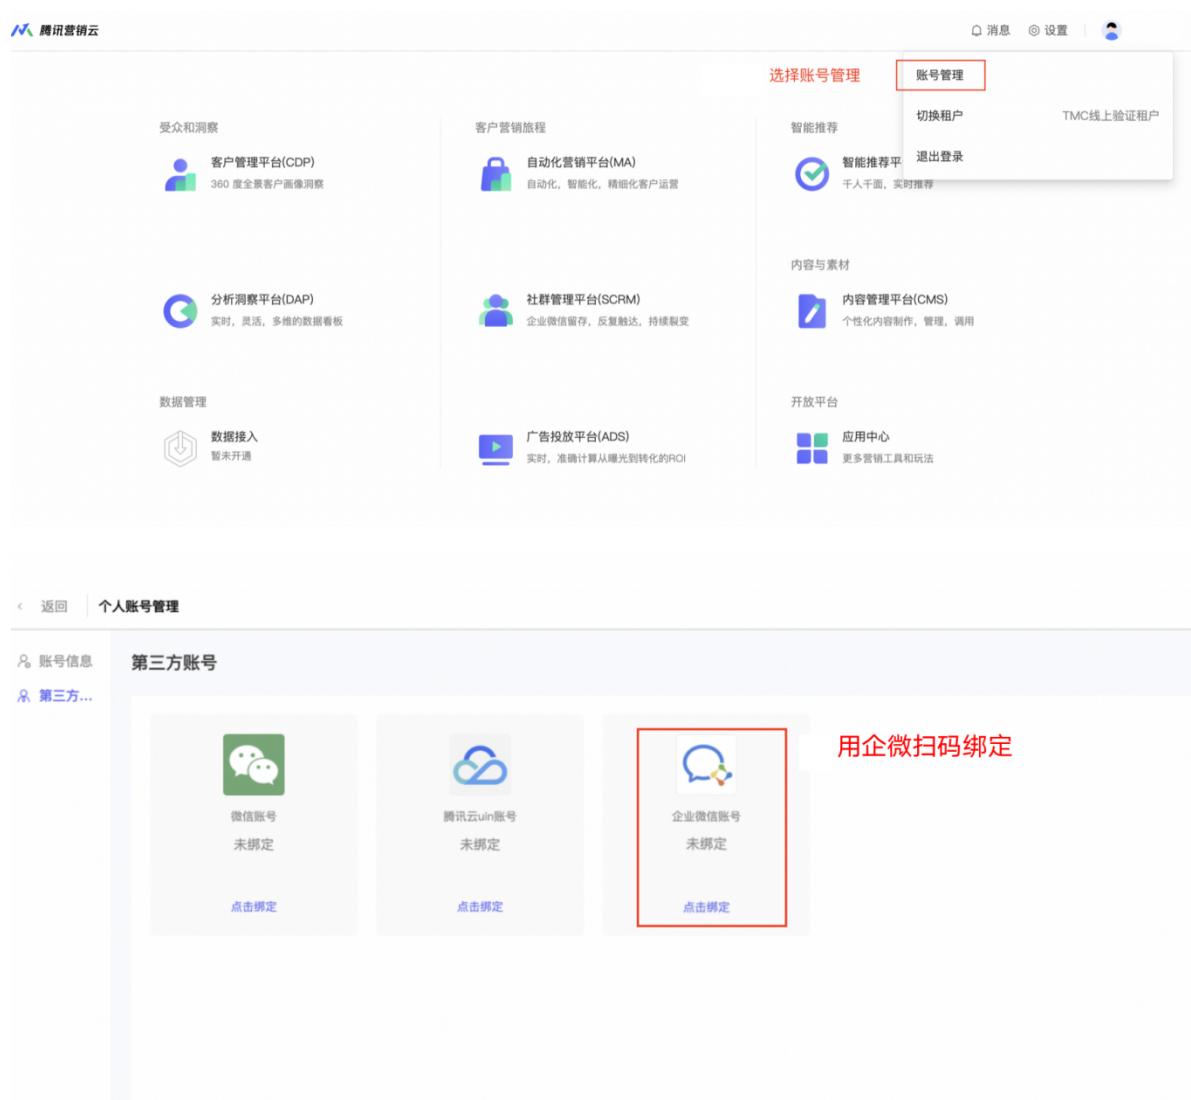 腾讯营销云
消息 设置
选择账号管理
账号管理
切换租户 TMC线上验证租户
退出登录
受众和洞察
客户管理平台(CDP)
360 度全景客户画像洞察
分析洞察平台(DAP)
实时，灵活，多维的数据看板
数据管理
数据接入
暂未开通
客户营销旅程
自动化营销平台(MA)
自动化，智能化，精细化客户运营
社群管理平台(SCRM)
企业微信留存，反复触达，持续裂变
广告投放平台(ADS)
实时，准确计算从曝光到转化的ROI
智能推荐
智能推荐平
千人千面，实时推荐
内容与素材
内容管理平台(CMS)
个性化内容制作，管理，调用
开放平台
应用中心
更多营销工具和玩法
返回 个人账号管理
账号信息
第三方...
第三方账号
微信账号
未绑定
点击绑定
腾讯云uin账号
未绑定
点击绑定
企业微信账号
未绑定
点击绑定
用企微扫码绑定